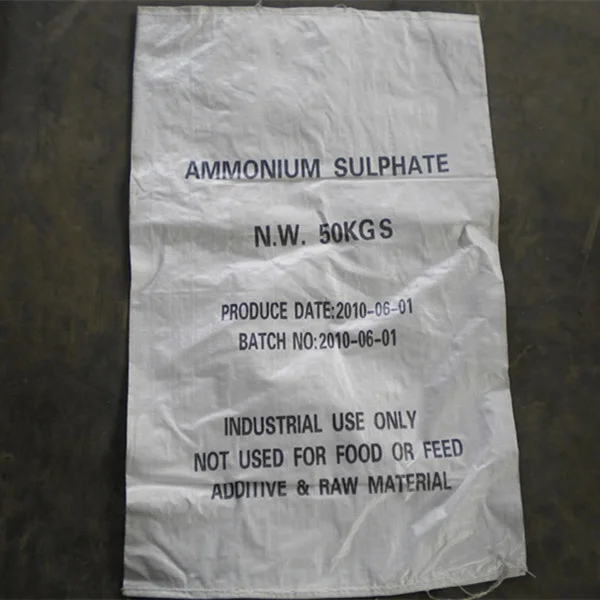 AMMONIUM SULPHATE
N.W. 50KGS
PRODUCE DATE:2010-06-01
BATCH NO:2010-06-01
INDUSTRIAL USE ONLY
NOT USED FOR FOOD OR FEED
ADDITIVE & RAW MATERIAL